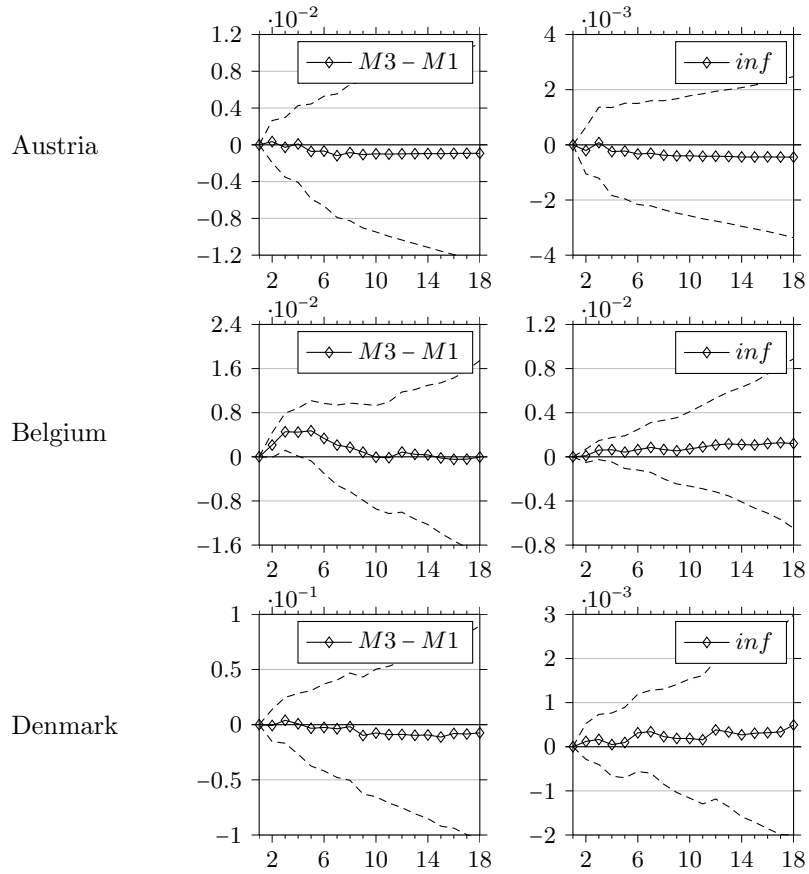 ·10−2 ·10−3
1.2 4
M3 − M1 inf
0.8
0.4 2
Austria 0 0
−0.4
−0.8 −2
−1.2 −4
2 6 10 14 18 2 6 10 14 18
·10−2 ·10−2
2.4 1.2
M3 − M1 inf
1.6 0.8
0.8 0.4
Belgium 0 0
−0.8 −0.4
−1.6 −0.8
2 6 10 14 18 2 6 10 14 18
·10−1 ·10−3
1 3
M3 − M1 inf
0.5 2
1
Denmark 0 0
−0.5 −1
−1 −2
2 6 10 14 18 2 6 10 14 18